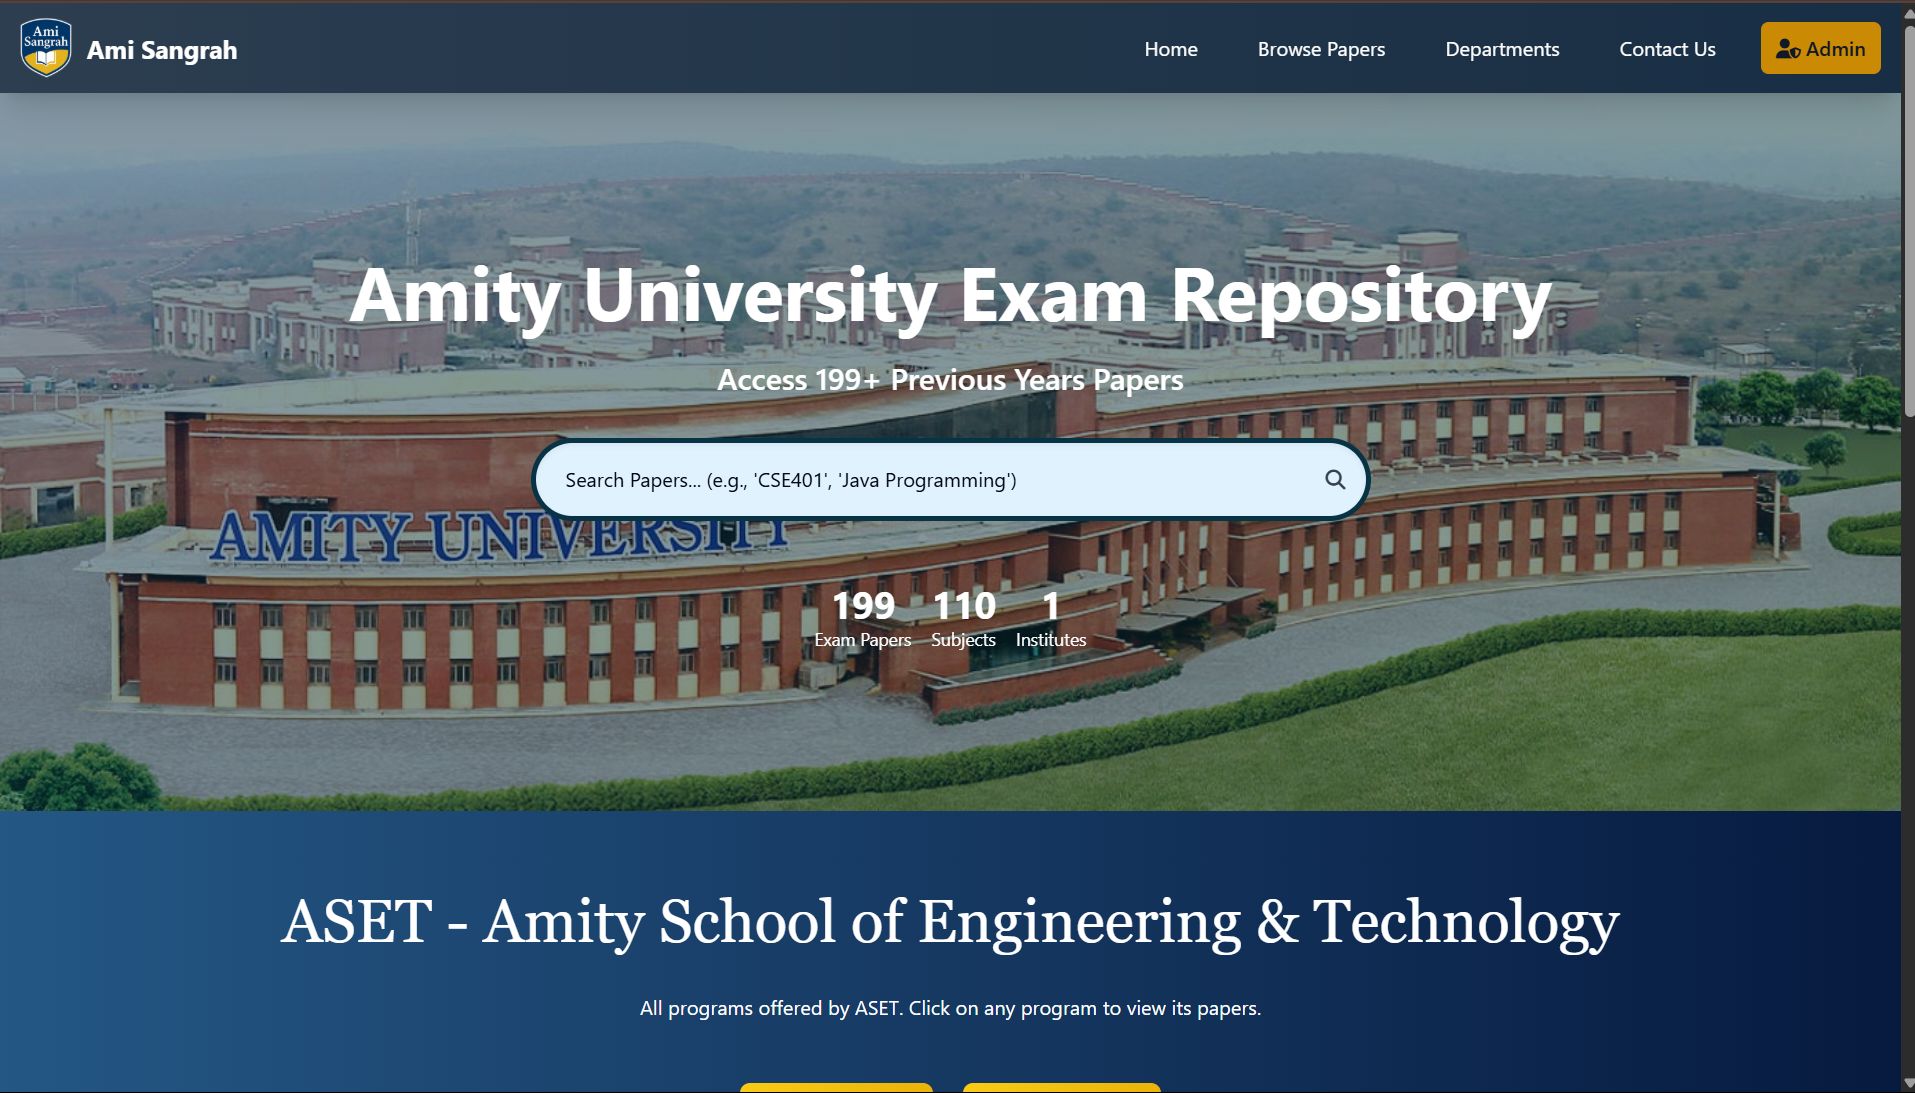 Ami
Sangrah
Ami Sangrah
Home
Browse Papers
Departments
Contact Us
Admin
Amity University Exam Repository
Access 199+ Previous Years Papers
Search Papers... (e.g., 'CSE401', 'Java Programming')
AMITY UNIVERSITY
199
Exam Papers
110
Subjects
1
Institutes
ASET - Amity School of Engineering & Technology
All programs offered by ASET. Click on any program to view its papers.